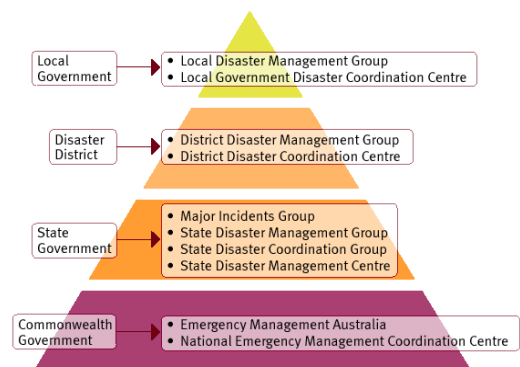 Local
Government
• Local Disaster Management Group
• Local Government Disaster Coordination Centre
Disaster
District
• District Disaster Management Group
• District Disaster Coordination Centre
State
Government
• Major Incidents Group
• State Disaster Management Group
• State Disaster Coordination Group
• State Disaster Management Centre
Commonwealth
Government
• Emergency Management Australia
• National Emergency Management Coordination Centre